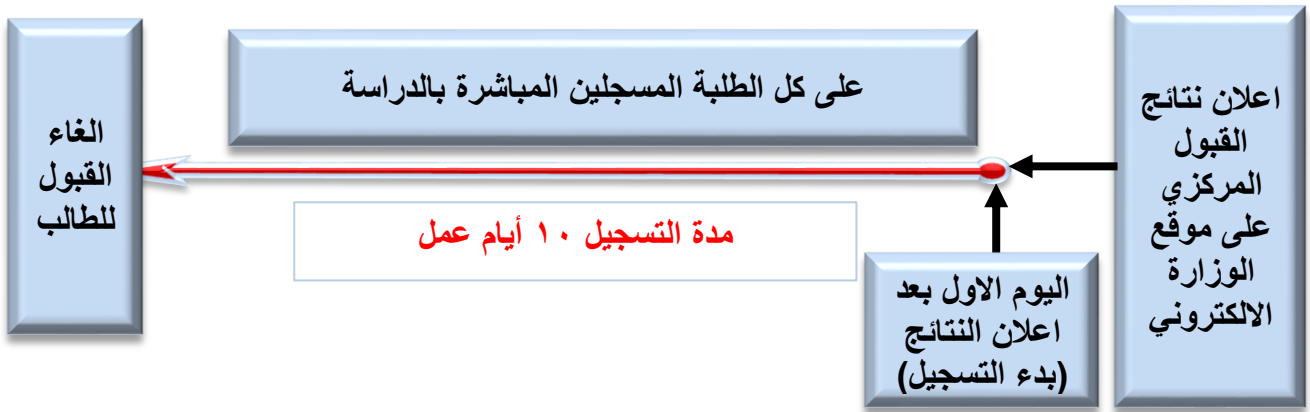 اعلان نتائج
القبول
المركزي
على موقع
الوزارة
الالكتروني
على كل الطلبة المسجلين المباشرة بالدراسة
مدة التسجيل ١٠ أيام عمل
اليوم الاول بعد
اعلان النتائج
(بدء التسجيل)
الغاء
القبول
للطالب